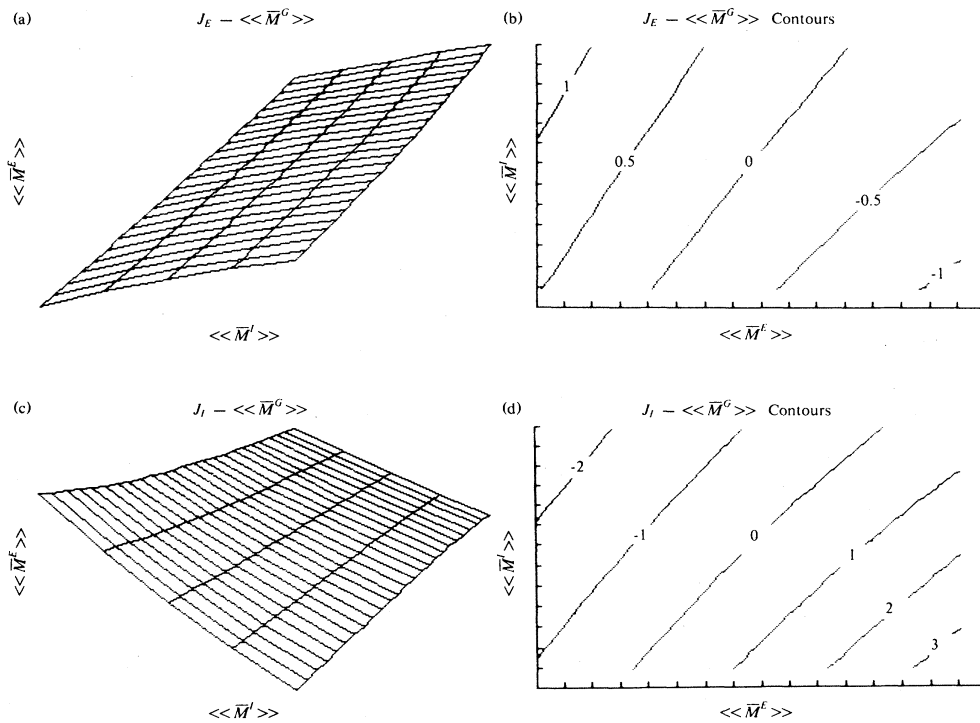 (a)
J_E − << M̅^G >>
<< M̅^E >>
<< M̅^I >>
(b)
J_E − << M̅^G >> Contours
<< M̅^I >>
1
0.5
0
-0.5
-1
<< M̅^E >>
(c)
J_I − << M̅^G >>
<< M̅^E >>
<< M̅^I >>
(d)
J_I − << M̅^G >> Contours
<< M̅^I >>
-2
-1
0
1
2
3
<< M̅^E >>